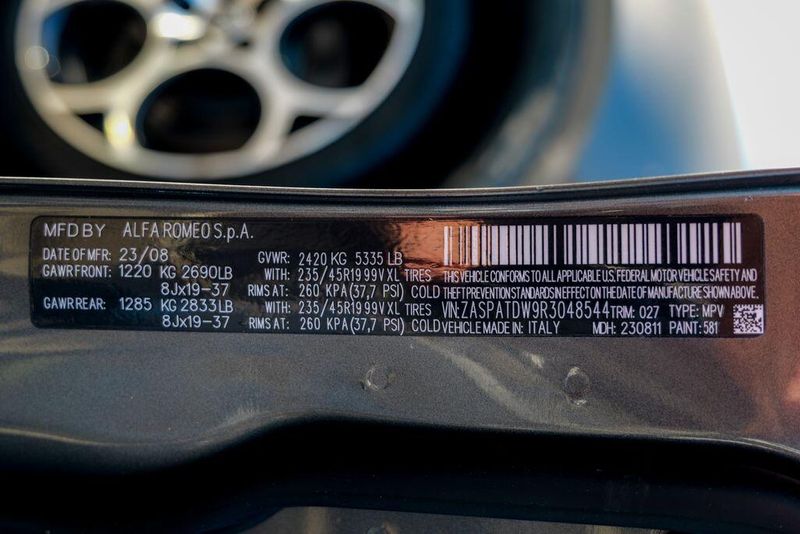 MFD BY ALFA ROMEO S.p.A.
DATE OF MFR: 23/08 GVWR: 2420 KG 5335 LB
GAWR FRONT: 1220 KG 2690LB WITH: 235/45R19 99V XL TIRES
8Jx19-37 RIMS AT: 260 KPA (37,7 PSI) COLD
GAWR REAR: 1285 KG 2833LB WITH: 235/45R19 99V XL TIRES
8Jx19-37 RIMS AT: 260 KPA (37,7 PSI) COLD
THIS VEHICLE CONFORMS TO ALL APPLICABLE U.S. FEDERAL MOTOR VEHICLE SAFETY AND
THEFT PREVENTION STANDARDS IN EFFECT ON THE DATE OF MANUFACTURE SHOWN ABOVE.
VIN: ZASPATDW9R3048544 TRIM: 027 TYPE: MPV
VEHICLE MADE IN: ITALY MDH: 230811 PAINT: 581